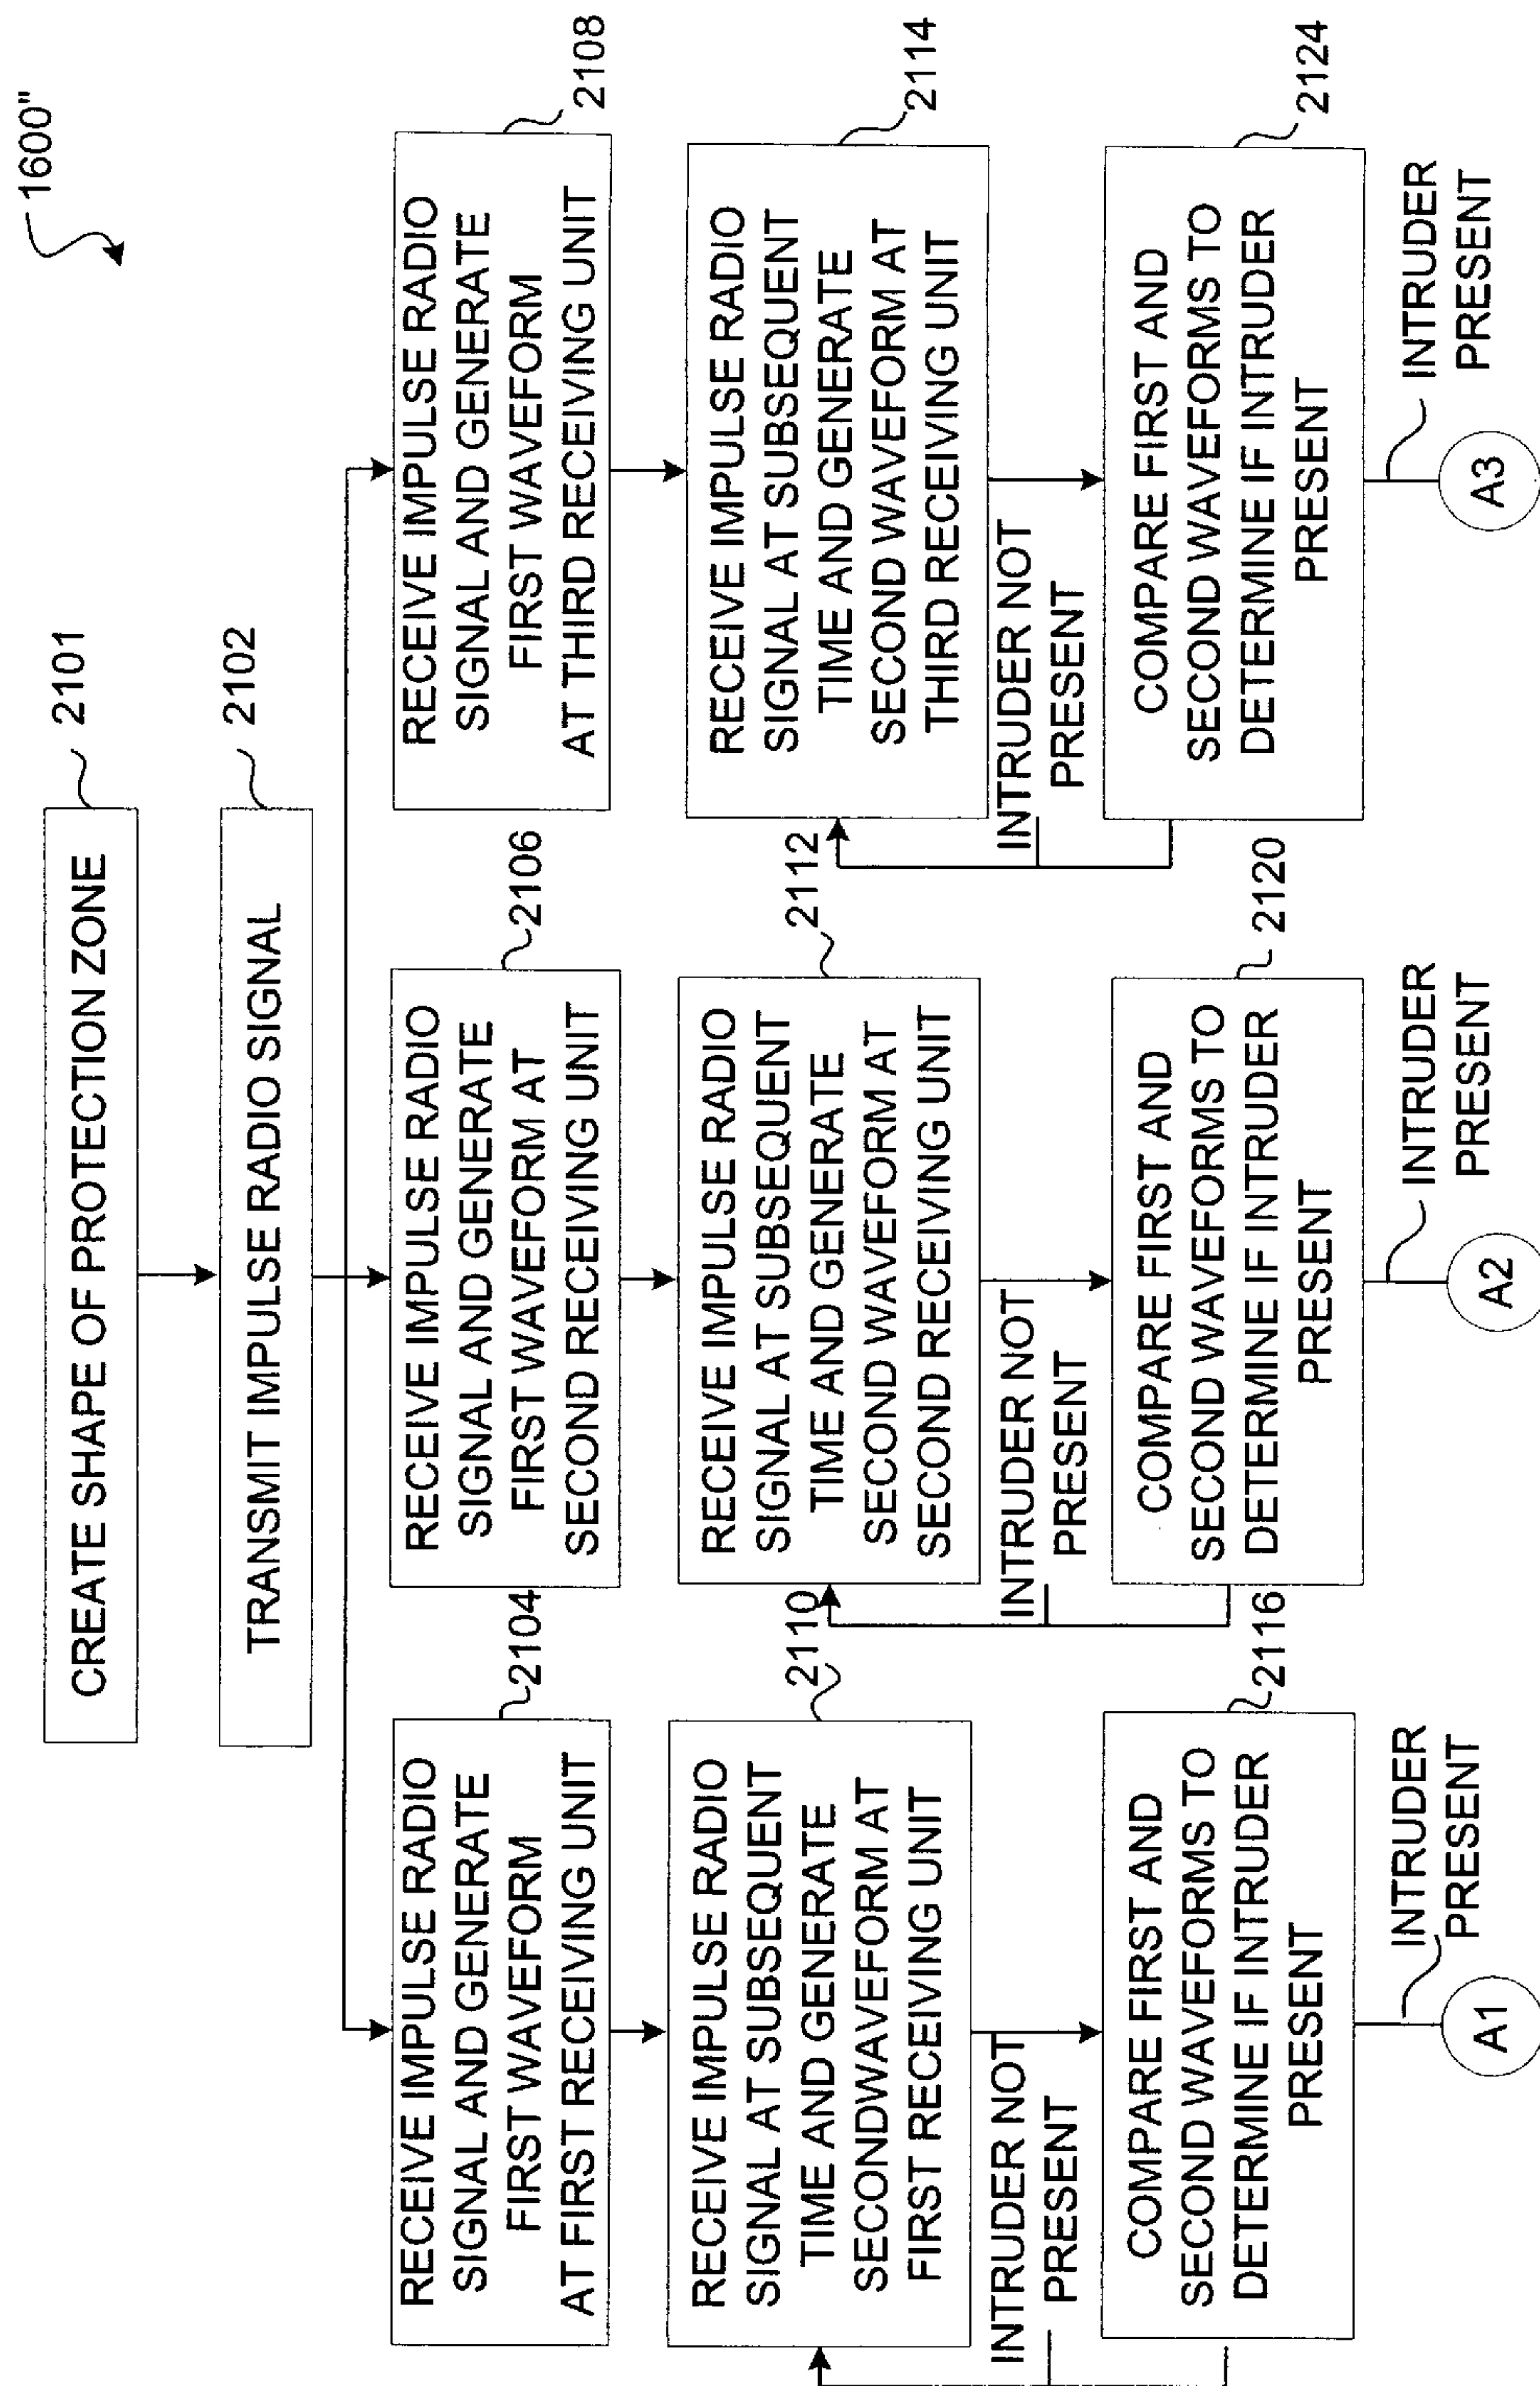 1600"
CREATE SHAPE OF PROTECTION ZONE
2101
TRANSMIT IMPULSE RADIO SIGNAL
2102
RECEIVE IMPULSE RADIO
SIGNAL AND GENERATE
FIRST WAVEFORM
AT FIRST RECEIVING UNIT
2104
RECEIVE IMPULSE RADIO
SIGNAL AND GENERATE
FIRST WAVEFORM AT
SECOND RECEIVING UNIT
2106
RECEIVE IMPULSE RADIO
SIGNAL AND GENERATE
FIRST WAVEFORM
AT THIRD RECEIVING UNIT
2108
RECEIVE IMPULSE RADIO
SIGNAL AT SUBSEQUENT
TIME AND GENERATE
SECONDWAVEFORM AT
FIRST RECEIVING UNIT
2110
RECEIVE IMPULSE RADIO
SIGNAL AT SUBSEQUENT
TIME AND GENERATE
SECOND WAVEFORM AT
SECOND RECEIVING UNIT
2112
RECEIVE IMPULSE RADIO
SIGNAL AT SUBSEQUENT
TIME AND GENERATE
SECOND WAVEFORM AT
THIRD RECEIVING UNIT
2114
INTRUDER NOT
PRESENT
INTRUDER NOT
PRESENT
INTRUDER NOT
PRESENT
COMPARE FIRST AND
SECOND WAVEFORMS TO
DETERMINE IF INTRUDER
PRESENT
2116
COMPARE FIRST AND
SECOND WAVEFORMS TO
DETERMINE IF INTRUDER
PRESENT
2120
COMPARE FIRST AND
SECOND WAVEFORMS TO
DETERMINE IF INTRUDER
PRESENT
2124
INTRUDER
PRESENT
INTRUDER
PRESENT
INTRUDER
PRESENT
A1
A2
A3